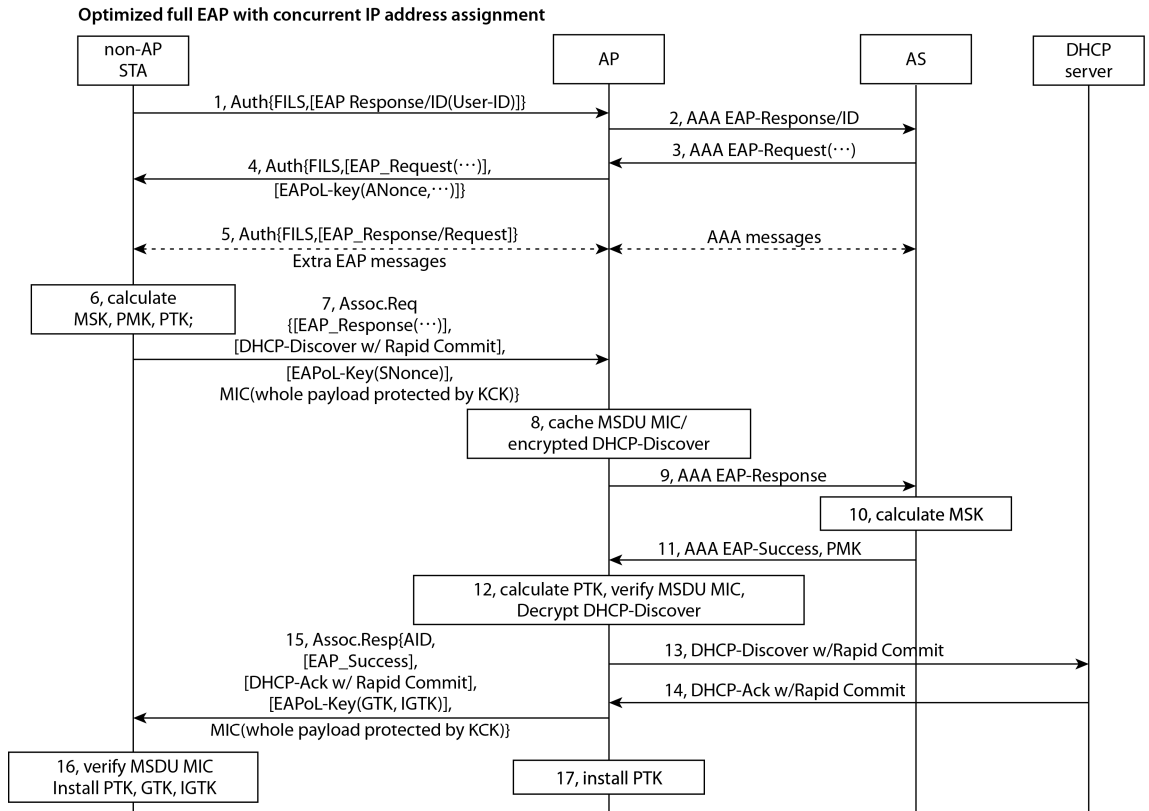 Optimized full EAP with concurrent IP address assignment
non-AP
STA
AP
AS
DHCP
server
1, Auth{FILS,[EAP Response/ID(User-ID)]}
2, AAA EAP-Response/ID
3, AAA EAP-Request(···)
4, Auth{FILS,[EAP_Request(···)],
[EAPoL-key(ANonce,···)]}
5, Auth{FILS,[EAP_Response/Request]}
AAA messages
Extra EAP messages
6, calculate
MSK, PMK, PTK;
7, Assoc.Req
{[EAP_Response(···)],
[DHCP-Discover w/ Rapid Commit],
[EAPoL-Key(SNonce)],
MIC(whole payload protected by KCK)}
8, cache MSDU MIC/
encrypted DHCP-Discover
9, AAA EAP-Response
10, calculate MSK
11, AAA EAP-Success, PMK
12, calculate PTK, verify MSDU MIC,
Decrypt DHCP-Discover
13, DHCP-Discover w/Rapid Commit
14, DHCP-Ack w/Rapid Commit
15, Assoc.Resp{AID,
[EAP_Success],
[DHCP-Ack w/ Rapid Commit],
[EAPoL-Key(GTK, IGTK)],
MIC(whole payload protected by KCK)}
16, verify MSDU MIC
Install PTK, GTK, IGTK
17, install PTK